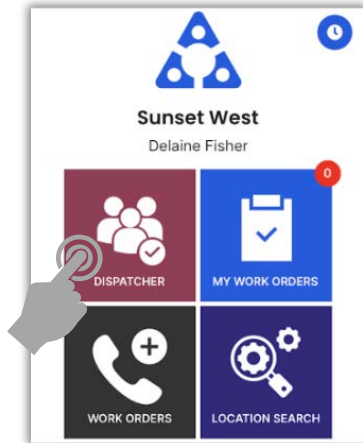 Sunset West
Delaine Fisher
0
DISPATCHER
MY WORK ORDERS
WORK ORDERS
LOCATION SEARCH